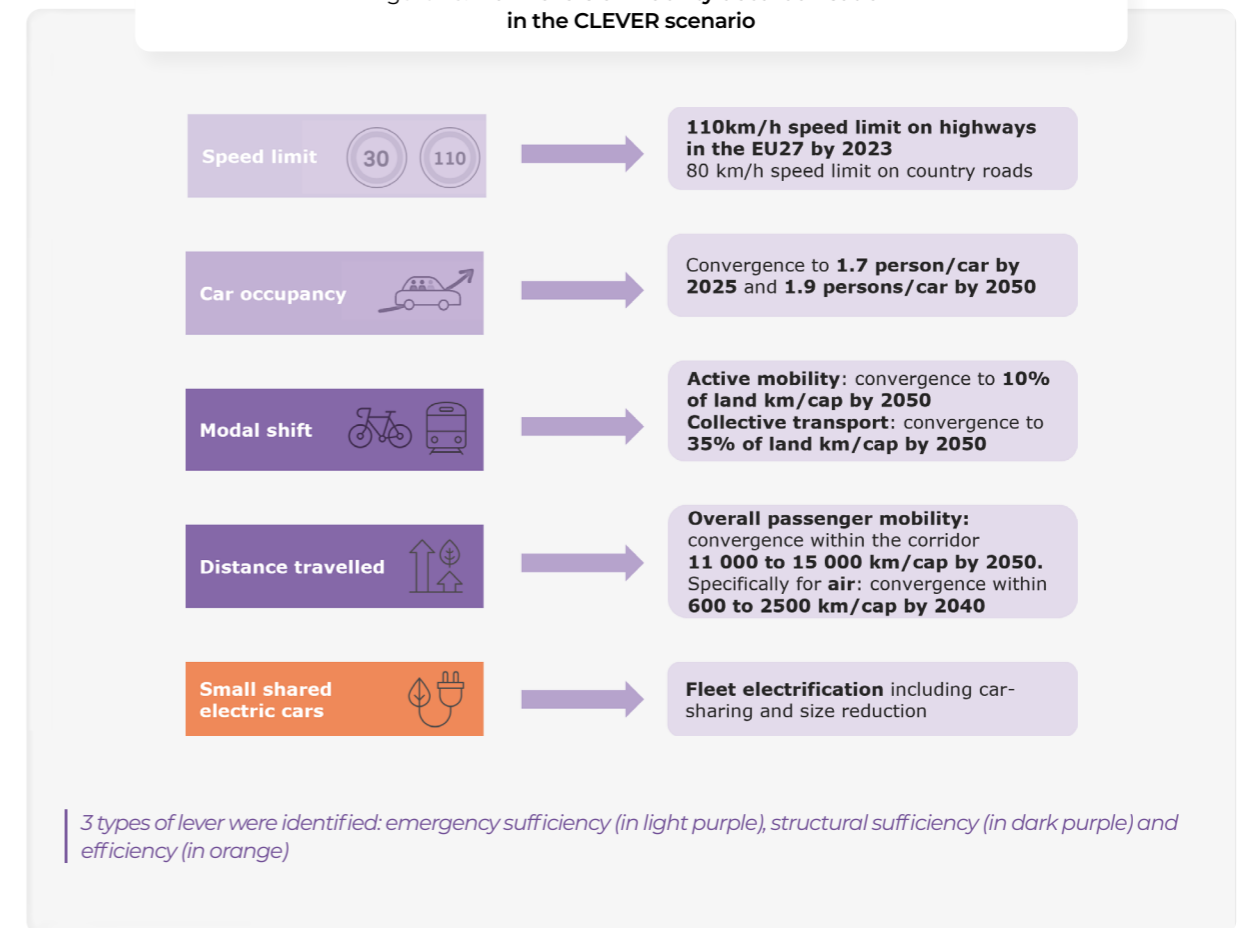 in the CLEVER scenario
Speed limit
30
110
110km/h speed limit on highways
in the EU27 by 2023
80 km/h speed limit on country roads
Car occupancy
Convergence to 1.7 person/car by
2025 and 1.9 persons/car by 2050
Modal shift
Active mobility: convergence to 10%
of land km/cap by 2050
Collective transport: convergence to
35% of land km/cap by 2050
Distance travelled
Overall passenger mobility:
convergence within the corridor
11 000 to 15 000 km/cap by 2050.
Specifically for air: convergence within
600 to 2500 km/cap by 2040
Small shared
electric cars
Fleet electrification including car-
sharing and size reduction
3 types of lever were identified: emergency sufficiency (in light purple), structural sufficiency (in dark purple) and
efficiency (in orange)